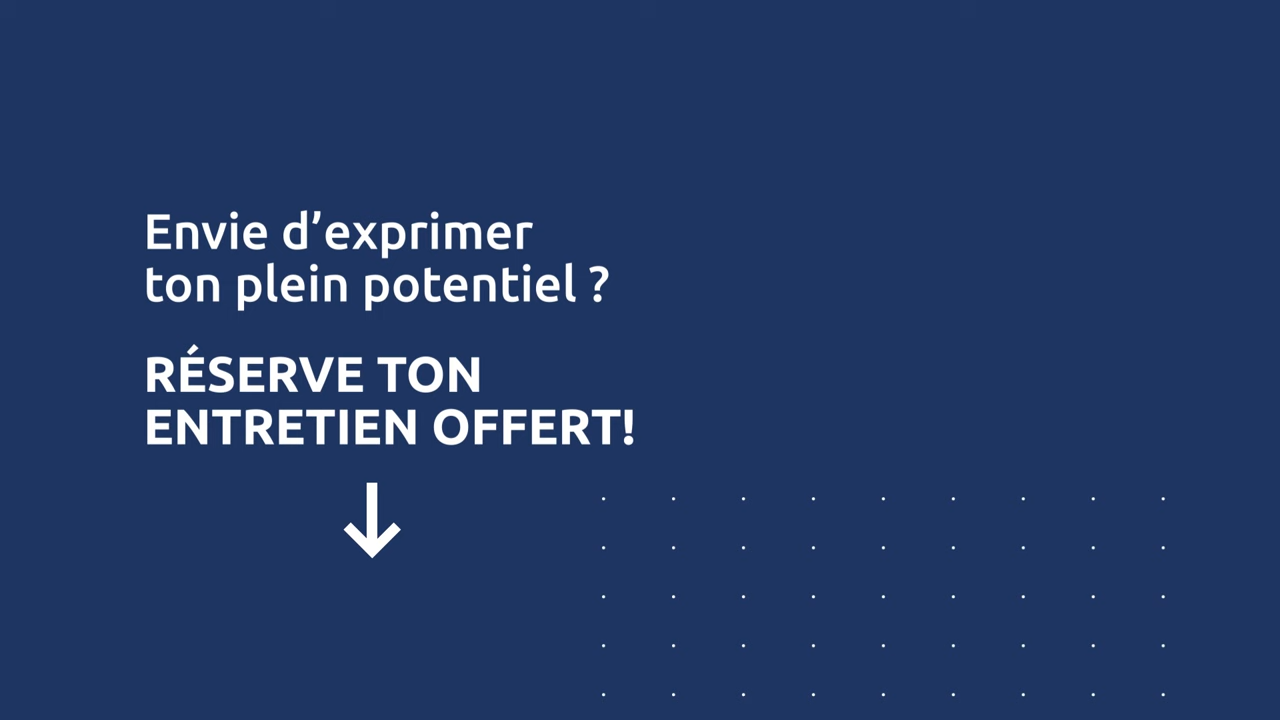 Envie d’exprimer
ton plein potentiel ?
RÉSERVE TON
ENTRETIEN OFFERT!